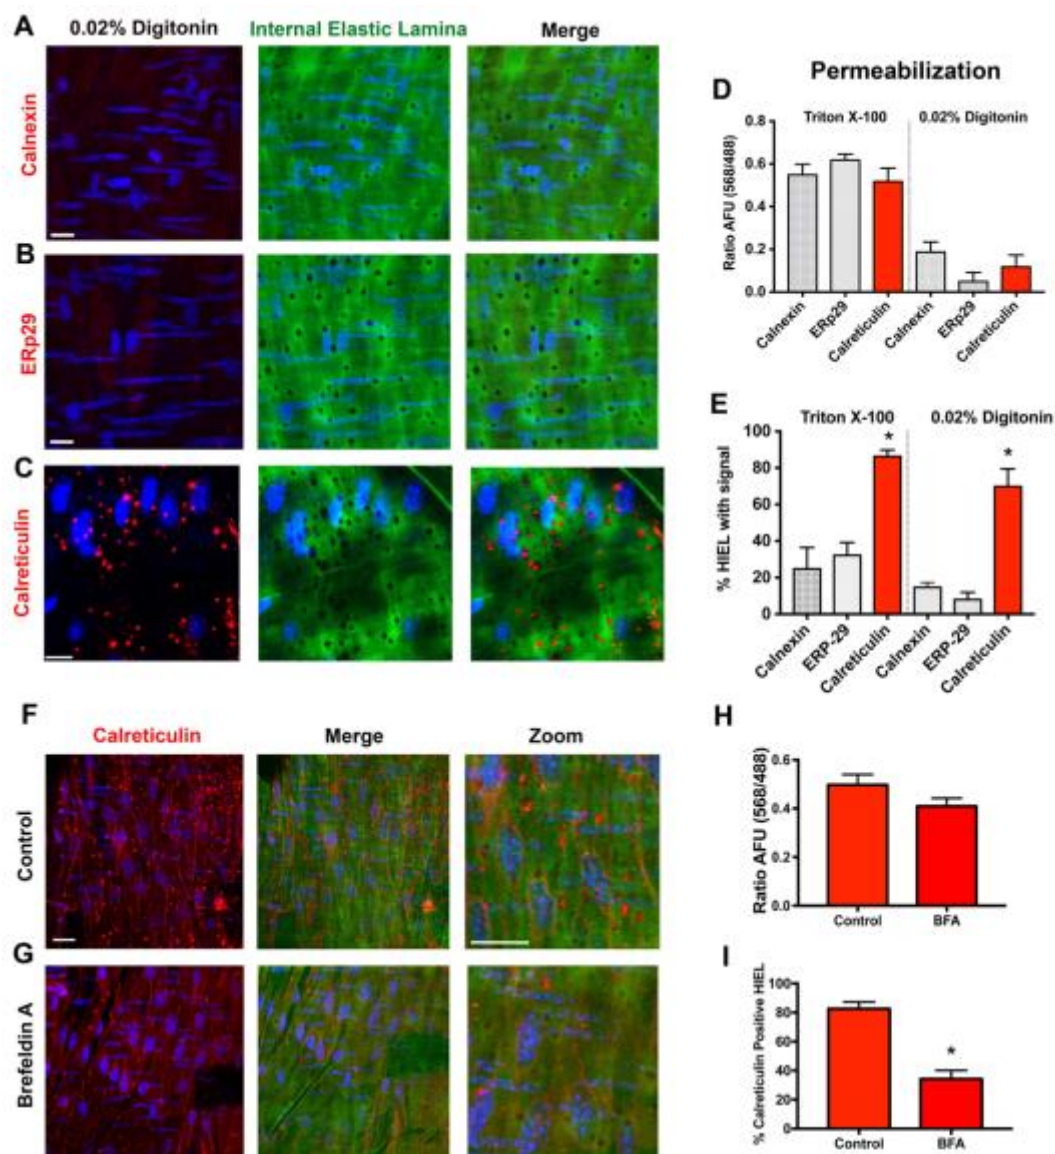 A
0.02% Digitonin
Internal Elastic Lamina
Merge
Calnexin
B
ERp29
C
Calreticulin
Permeabilization
D
Triton X-100
0.02% Digitonin
Ratio AFU (568/488)
0.8
0.6
0.4
0.2
0.0
Calnexin
ERp29
Calreticulin
Calnexin
ERp29
Calreticulin
E
Triton X-100
0.02% Digitonin
% HIEL with signal
100
80
60
40
20
0
*
*
Calnexin
ERP-29
Calreticulin
Calnexin
ERP-29
Calreticulin
F
Calreticulin
Merge
Zoom
Control
G
Brefeldin A
H
Ratio AFU (568/488)
0.6
0.4
0.2
0.0
Control
BFA
I
% Calreticulin Positive HIEL
100
80
60
40
20
0
*
Control
BFA